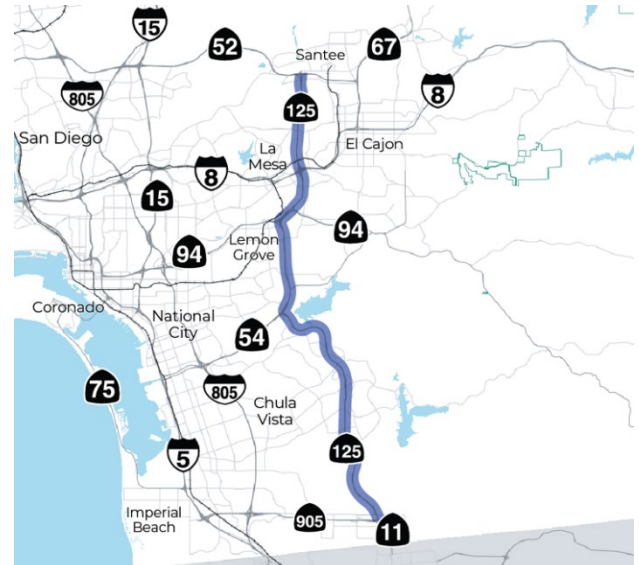 15
52
Santee
67
805
125
8
San Diego
La
Mesa
El Cajon
8
15
94
Lemon
Grove
94
Coronado
National
City
54
75
805
Chula
Vista
5
125
Imperial
Beach
905
11